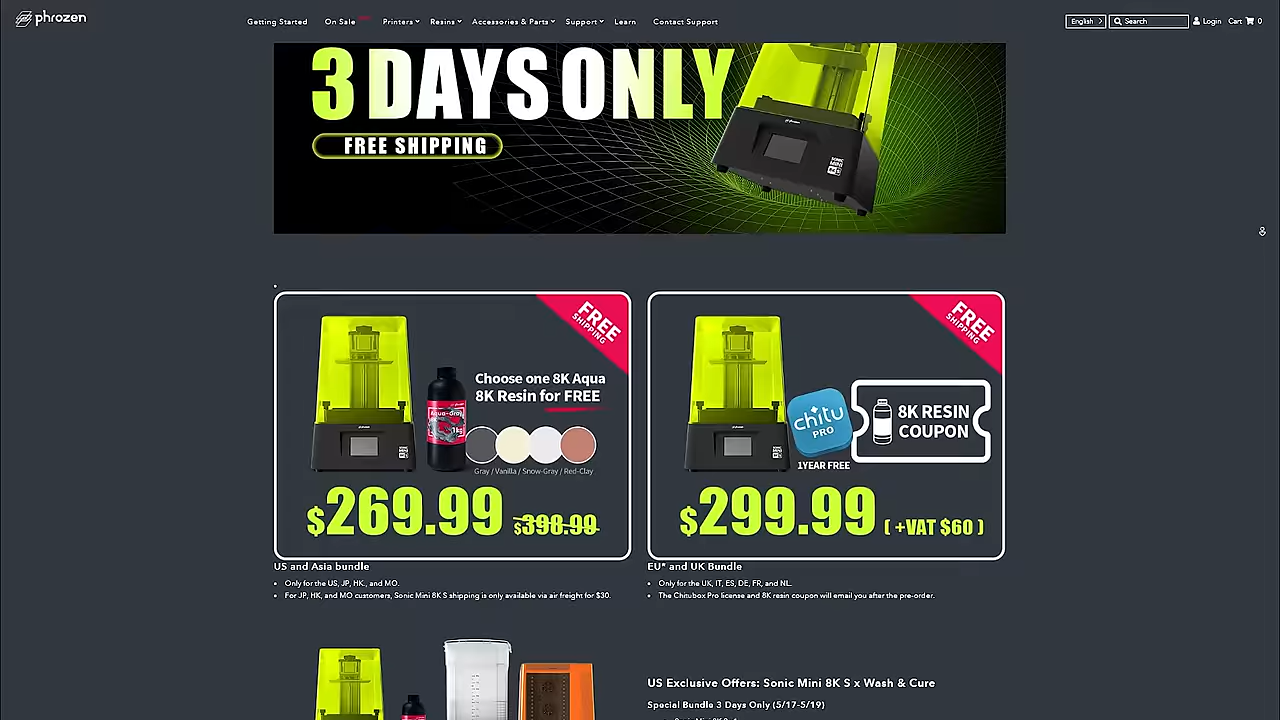 phrozen
Getting Started On Sale Printers Resins Accessories & Parts Support Learn Contact Support
English Search Login Cart 0
3 DAYS ONLY
FREE SHIPPING
FREE
SHIPPING
Choose one 8K Aqua
8K Resin for FREE
Aqua-Gray
1kg
Gray / Vanilla / Snow-Gray / Red-Clay
$269.99 $398.99
US and Asia bundle
• Only for the US, JP, HK., and MO.
• For JP, HK, and MO customers, Sonic Mini 8K S shipping is only available via air freight for $30.
FREE
SHIPPING
chitu
PRO
1YEAR FREE
8K RESIN
COUPON
$299.99 ( +VAT $60 )
EU* and UK Bundle
• Only for the UK, IT, ES, DE, FR, and NL.
• The Chitubox Pro license and 8K resin coupon will email you after the pre-order.
US Exclusive Offers: Sonic Mini 8K S x Wash & Cure
Special Bundle 3 Days Only (5/17-5/19)